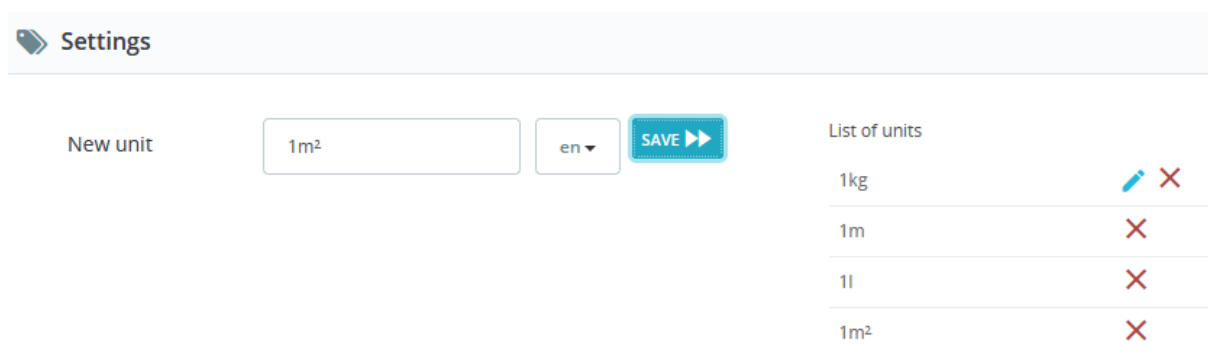 Settings
New unit
1m²
en
SAVE
List of units
1kg
1m
1l
1m²